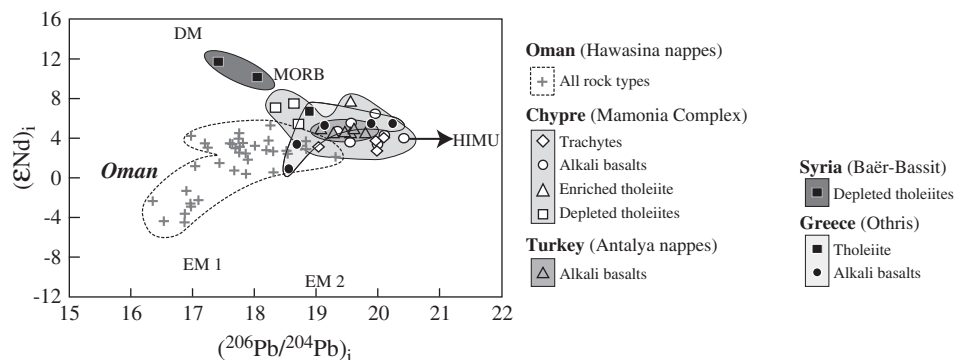 16
12
8
4
0
-4
-8
-12
(εNd)i
15
16
17
18
19
20
21
22
(206Pb/204Pb)i
DM
MORB
HIMU
Oman
EM 1
EM 2
Oman (Hawasina nappes)
All rock types
Chypre (Mamonia Complex)
Trachytes
Alkali basalts
Enriched tholeiite
Depleted tholeiites
Turkey (Antalya nappes)
Alkali basalts
Syria (Baër-Bassit)
Depleted tholeiites
Greece (Othris)
Tholeiite
Alkali basalts